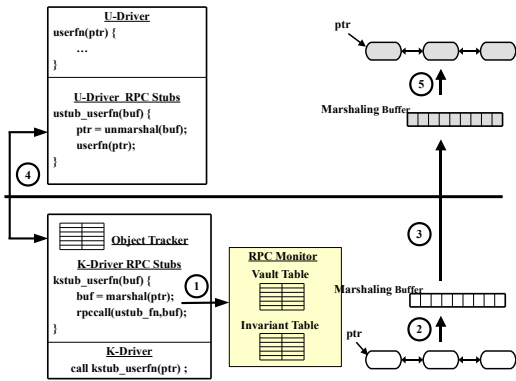 U-Driver
userfn(ptr) {
…
}
U-Driver RPC Stubs
ustub_userfn(buf) {
ptr = unmarshal(buf);
userfn(ptr);
}
4
Object Tracker
K-Driver RPC Stubs
kstub_userfn(buf) {
buf = marshal(ptr);
rpccall(ustub_fn,buf);
}
K-Driver
call kstub_userfn(ptr) ;
1
RPC Monitor
Vault Table
Invariant Table
ptr
5
Marshaling Buffer
3
Marshaling Buffer
2
ptr